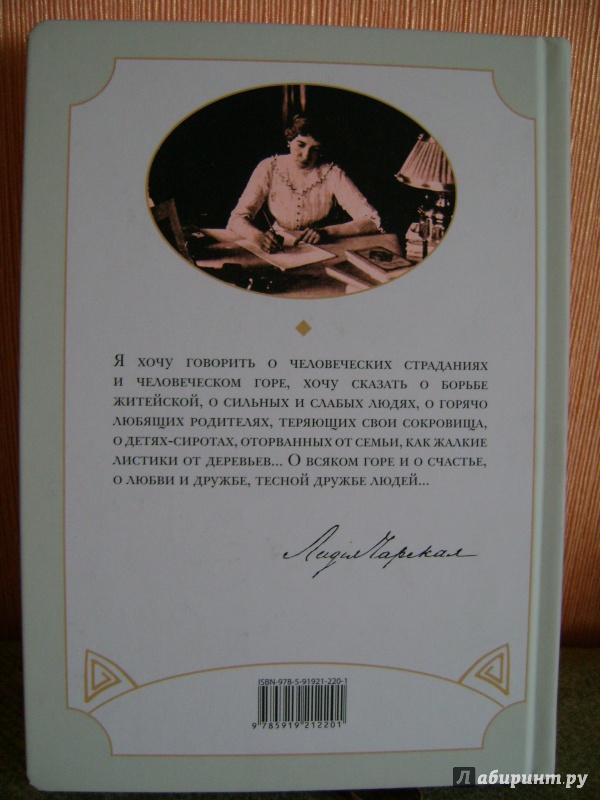 Я хочу говорить о человеческих страданиях
и человеческом горе, хочу сказать о борьбе
житейской, о сильных и слабых людях, о горячо
любящих родителях, теряющих свои сокровища,
о детях-сиротах, оторванных от семьи, как жалкие
листики от деревьев... О всяком горе и о счастье,
о любви и дружбе, тесной дружбе людей...
Лидія Чарская
ISBN-978-5-91921-220-1
9 785919 212201
лабиринт.ру